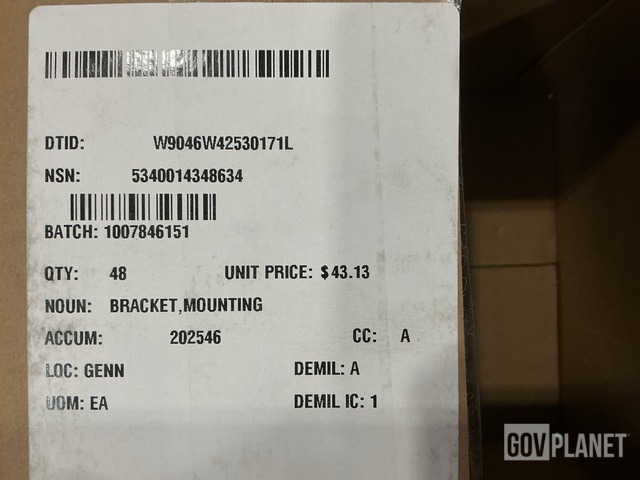 DTID: W9046W42530171L
NSN: 5340014348634
BATCH: 1007846151
QTY: 48 UNIT PRICE: $43.13
NOUN: BRACKET,MOUNTING
ACCUM: 202546 CC: A
LOC: GENN DEMIL: A
UOM: EA DEMIL IC: 1
GOVPLANET